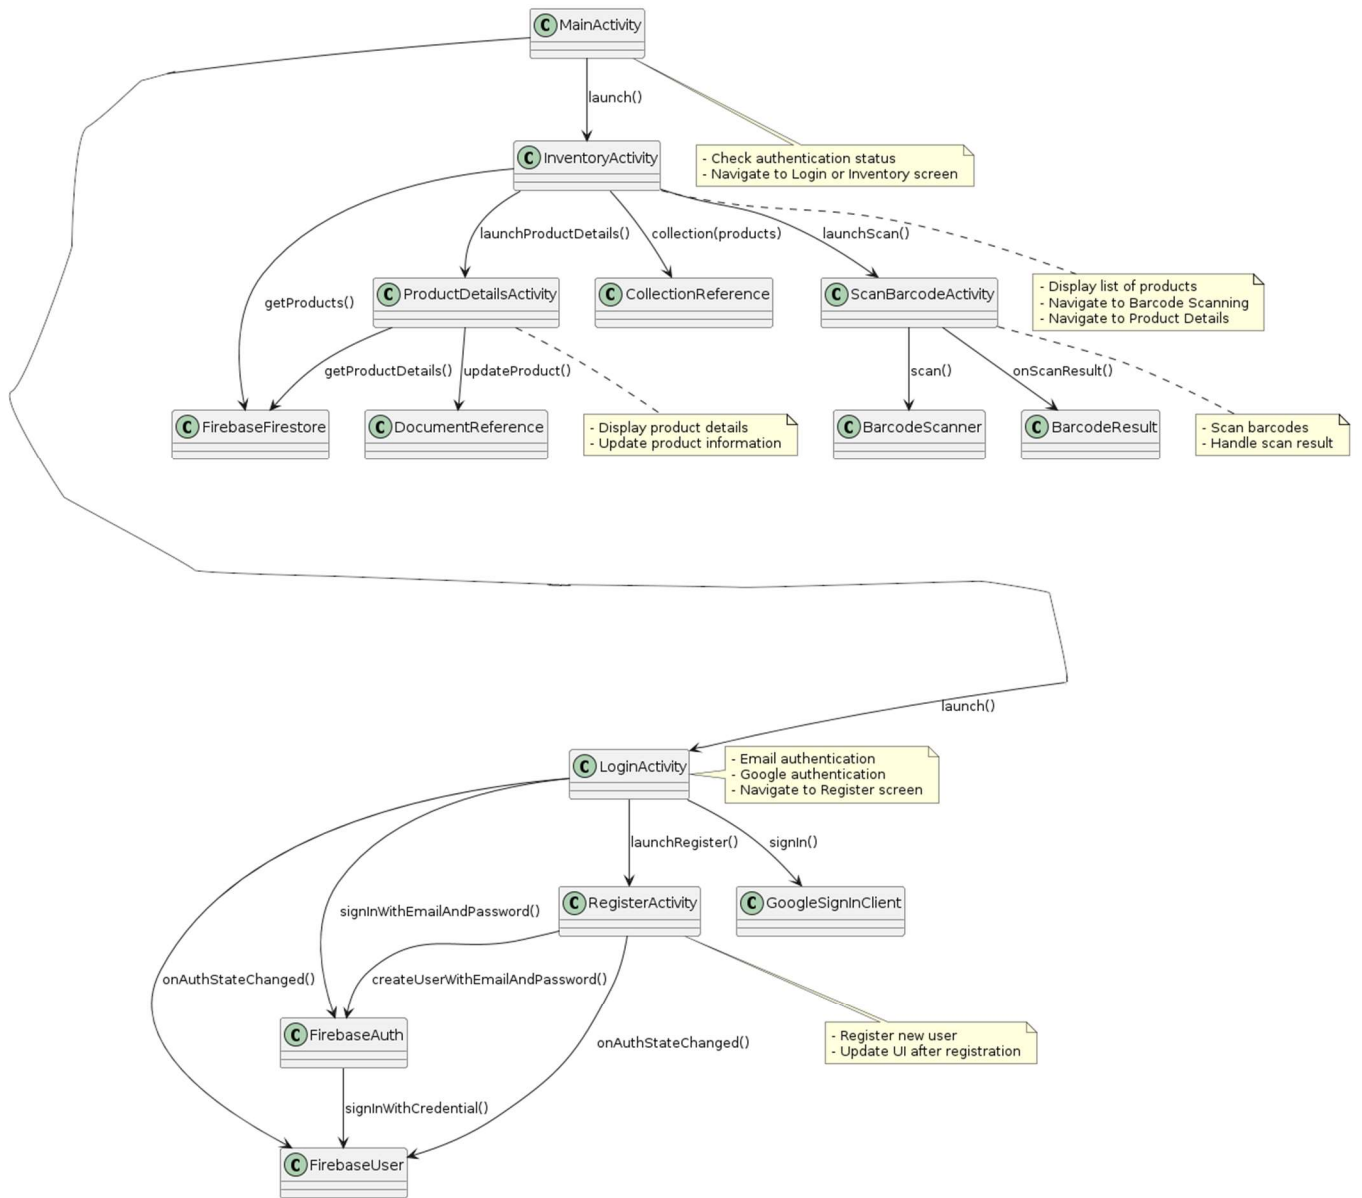 C MainActivity
launch()
C InventoryActivity
- Check authentication status
- Navigate to Login or Inventory screen
launchProductDetails()
collection(products)
launchScan()
getProducts()
C ProductDetailsActivity
C CollectionReference
C ScanBarcodeActivity
- Display list of products
- Navigate to Barcode Scanning
- Navigate to Product Details
getProductDetails()
updateProduct()
scan()
onScanResult()
C FirebaseFirestore
C DocumentReference
- Display product details
- Update product information
C BarcodeScanner
C BarcodeResult
- Scan barcodes
- Handle scan result
launch()
C LoginActivity
- Email authentication
- Google authentication
- Navigate to Register screen
launchRegister()
signIn()
signInWithEmailAndPassword()
C RegisterActivity
C GoogleSignInClient
onAuthStateChanged()
createUserWithEmailAndPassword()
C FirebaseAuth
onAuthStateChanged()
- Register new user
- Update UI after registration
signInWithCredential()
C FirebaseUser